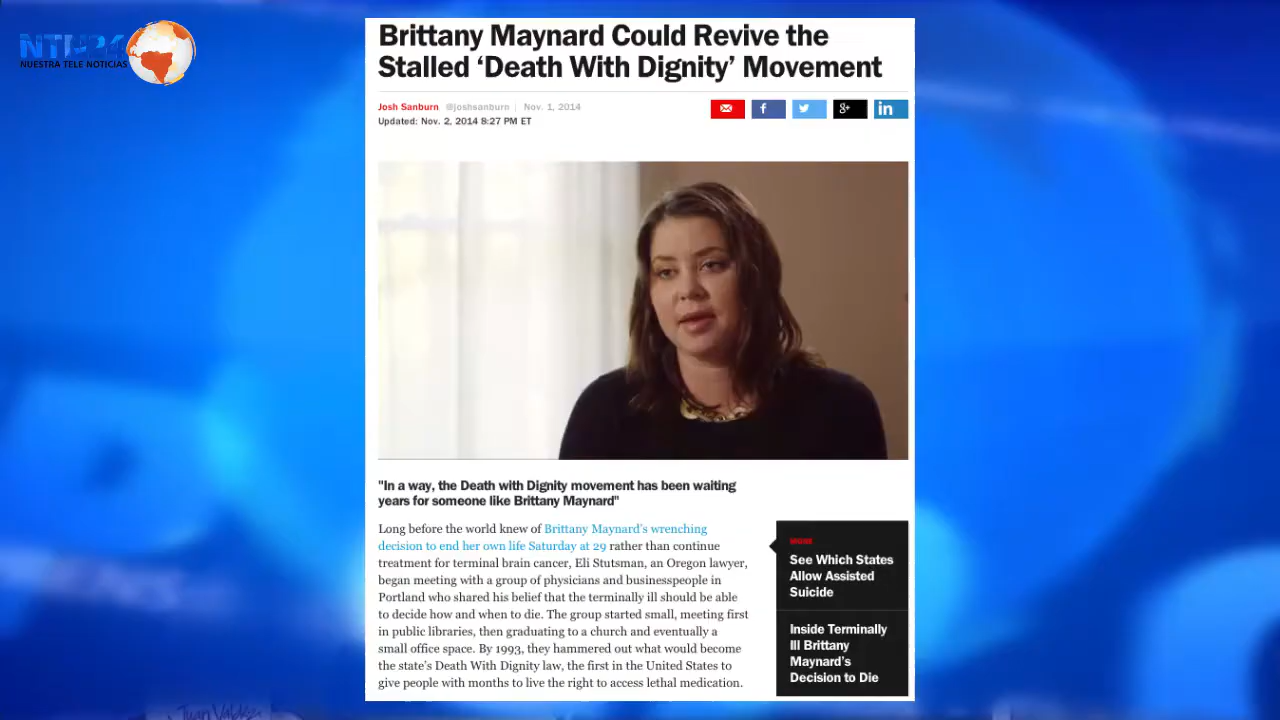 NUESTRA TELE NOTICIAS
Brittany Maynard Could Revive the
Stalled ‘Death With Dignity’ Movement
Josh Sanburn @joshsanburn | Nov. 1, 2014
Updated: Nov. 2, 2014 8:27 PM ET
f
g+
in
"In a way, the Death with Dignity movement has been waiting
years for someone like Brittany Maynard"
Long before the world knew of Brittany Maynard’s wrenching
decision to end her own life Saturday at 29 rather than continue
treatment for terminal brain cancer, Eli Stutsman, an Oregon lawyer,
began meeting with a group of physicians and businesspeople in
Portland who shared his belief that the terminally ill should be able
to decide how and when to die. The group started small, meeting first
in public libraries, then graduating to a church and eventually a
small office space. By 1993, they hammered out what would become
the state’s Death With Dignity law, the first in the United States to
give people with months to live the right to access lethal medication.
MORE
See Which States
Allow Assisted
Suicide
Inside Terminally
Ill Brittany
Maynard’s
Decision to Die